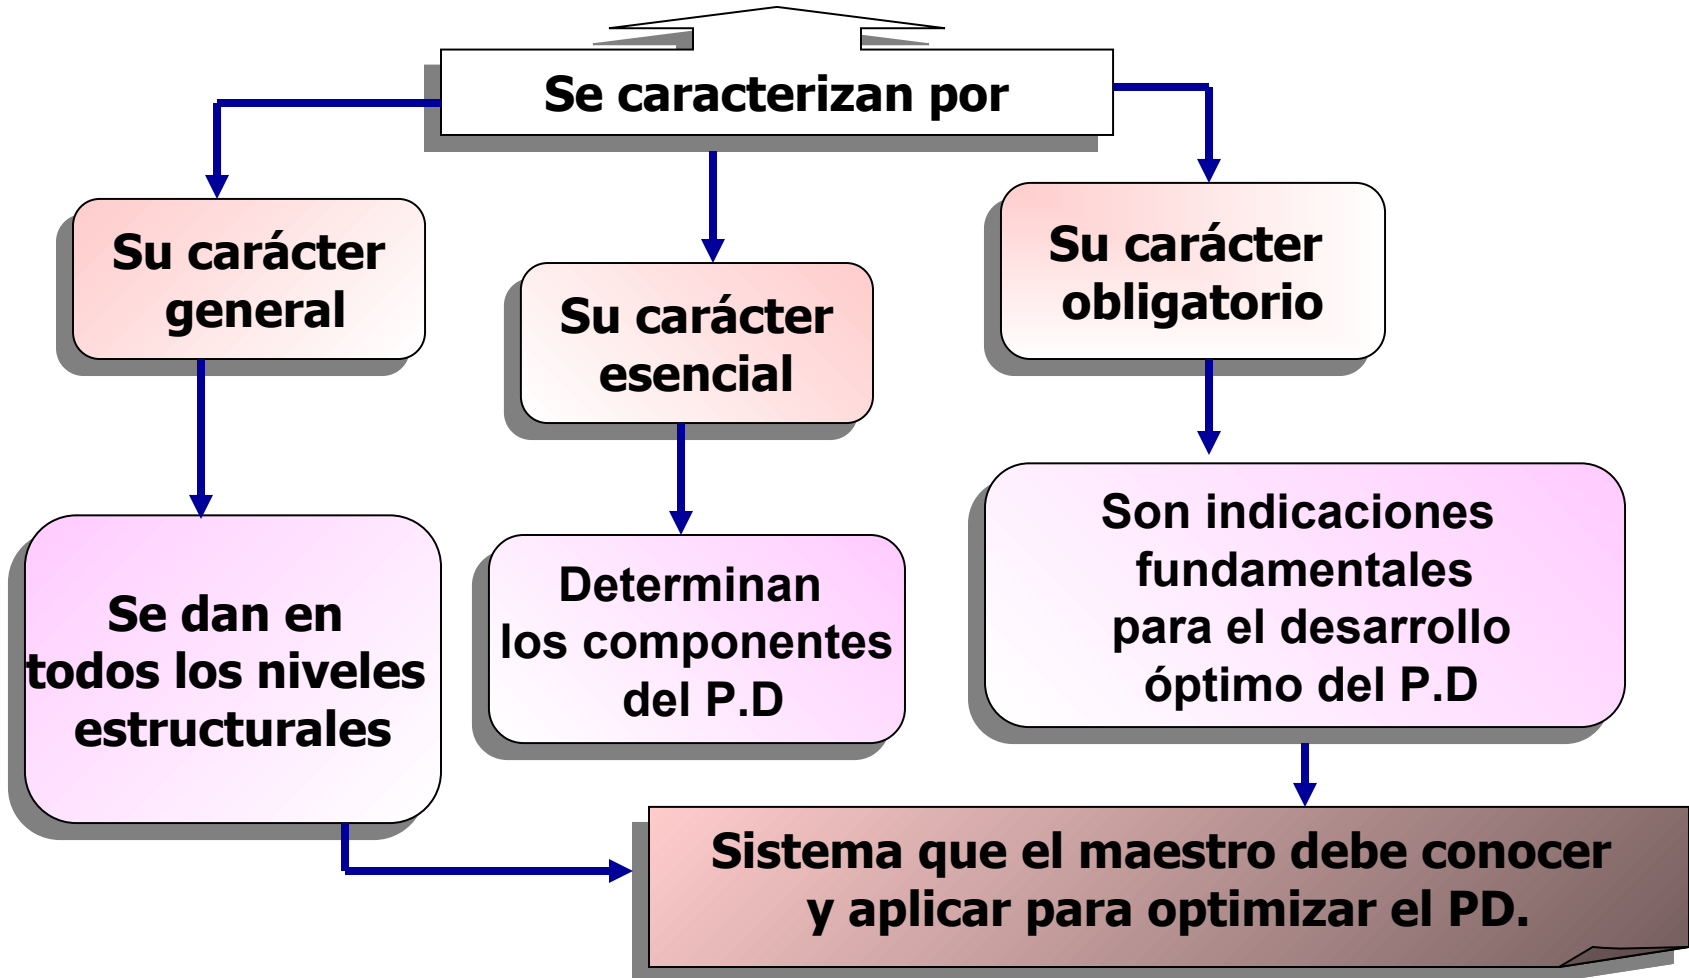 Se caracterizan por
Su carácter
general
Su carácter
esencial
Su carácter
obligatorio
Se dan en
todos los niveles
estructurales
Determinan
los componentes
del P.D
Son indicaciones
fundamentales
para el desarrollo
óptimo del P.D
Sistema que el maestro debe conocer
y aplicar para optimizar el PD.